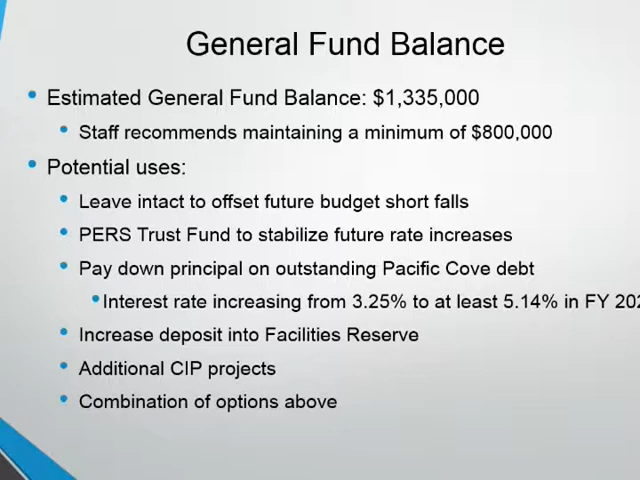 General Fund Balance
Estimated General Fund Balance: $1,335,000
Staff recommends maintaining a minimum of $800,000
Potential uses:
Leave intact to offset future budget short falls
PERS Trust Fund to stabilize future rate increases
Pay down principal on outstanding Pacific Cove debt
Interest rate increasing from 3.25% to at least 5.14% in FY
Increase deposit into Facilities Reserve
Additional CIP projects
Combination of options above